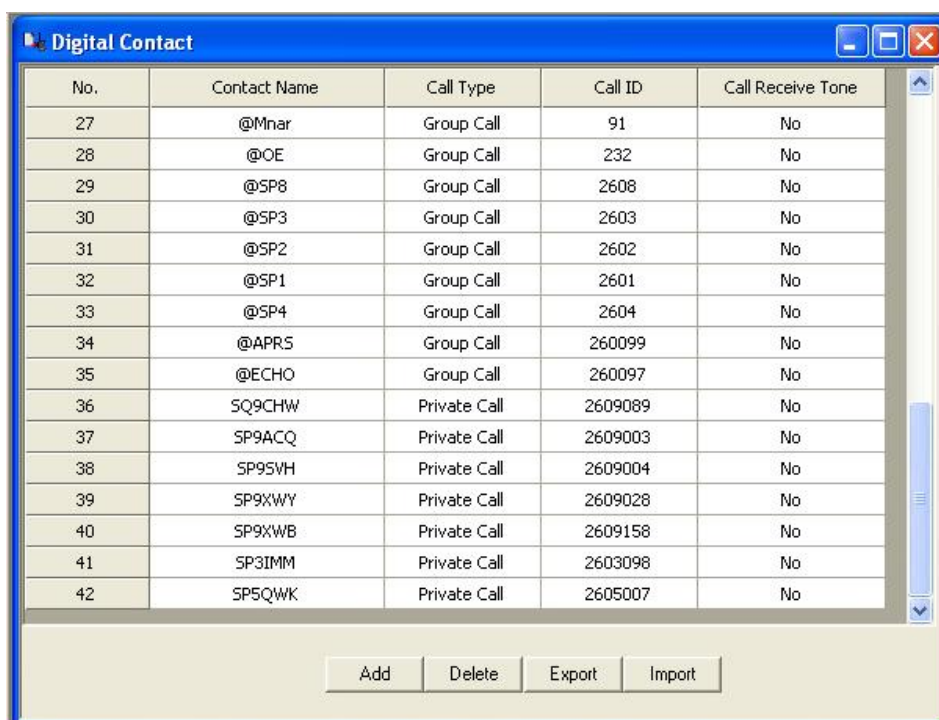 Digital Contact
No. Contact Name Call Type Call ID Call Receive Tone
27 @Mnar Group Call 91 No
28 @OE Group Call 232 No
29 @SP8 Group Call 2608 No
30 @SP3 Group Call 2603 No
31 @SP2 Group Call 2602 No
32 @SP1 Group Call 2601 No
33 @SP4 Group Call 2604 No
34 @APRS Group Call 260099 No
35 @ECHO Group Call 260097 No
36 SQ9CHW Private Call 2609089 No
37 SP9ACQ Private Call 2609003 No
38 SP9SVH Private Call 2609004 No
39 SP9XWY Private Call 2609028 No
40 SP9XWB Private Call 2609158 No
41 SP3IMM Private Call 2603098 No
42 SP5QWK Private Call 2605007 No
Add Delete Export Import